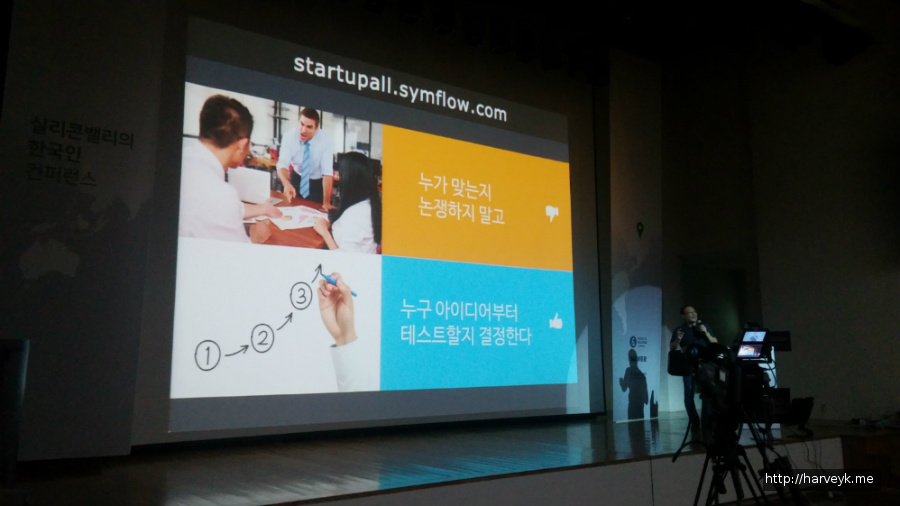 startupall.symflow.com
실리콘밸리의
한국인
컨퍼런스
누가 맞는지
논쟁하지 말고
1
2
3
누구 아이디어부터
테스트할지 결정한다
http://harveyk.me